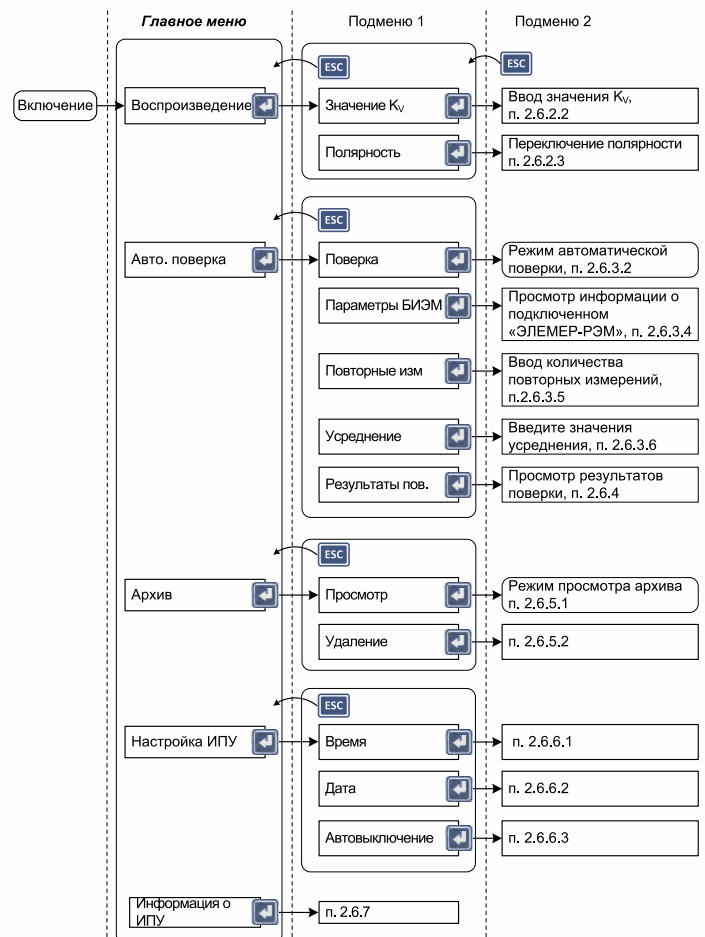 Главное меню
Подменю 1
Подменю 2
ESC
ESC
Включение
Воспроизведение
Значение KV
Ввод значения KV,
п. 2.6.2.2
Полярность
Переключение полярности
п. 2.6.2.3
ESC
Авто. поверка
Поверка
Режим автоматической
поверки, п. 2.6.3.2
Параметры БИЭМ
Просмотр информации о
подключенном
«ЭЛЕМЕР-РЭМ», п. 2.6.3.4
Повторные изм
Ввод количества
повторных измерений,
п.2.6.3.5
Усреднение
Введите значения
усреднения, п. 2.6.3.6
Результаты пов.
Просмотр результатов
поверки, п. 2.6.4
ESC
Архив
Просмотр
Режим просмотра архива
п. 2.6.5.1
Удаление
п. 2.6.5.2
ESC
Настройка ИПУ
Время
п. 2.6.6.1
Дата
п. 2.6.6.2
Автовыключение
п. 2.6.6.3
Информация о
ИПУ
п. 2.6.7